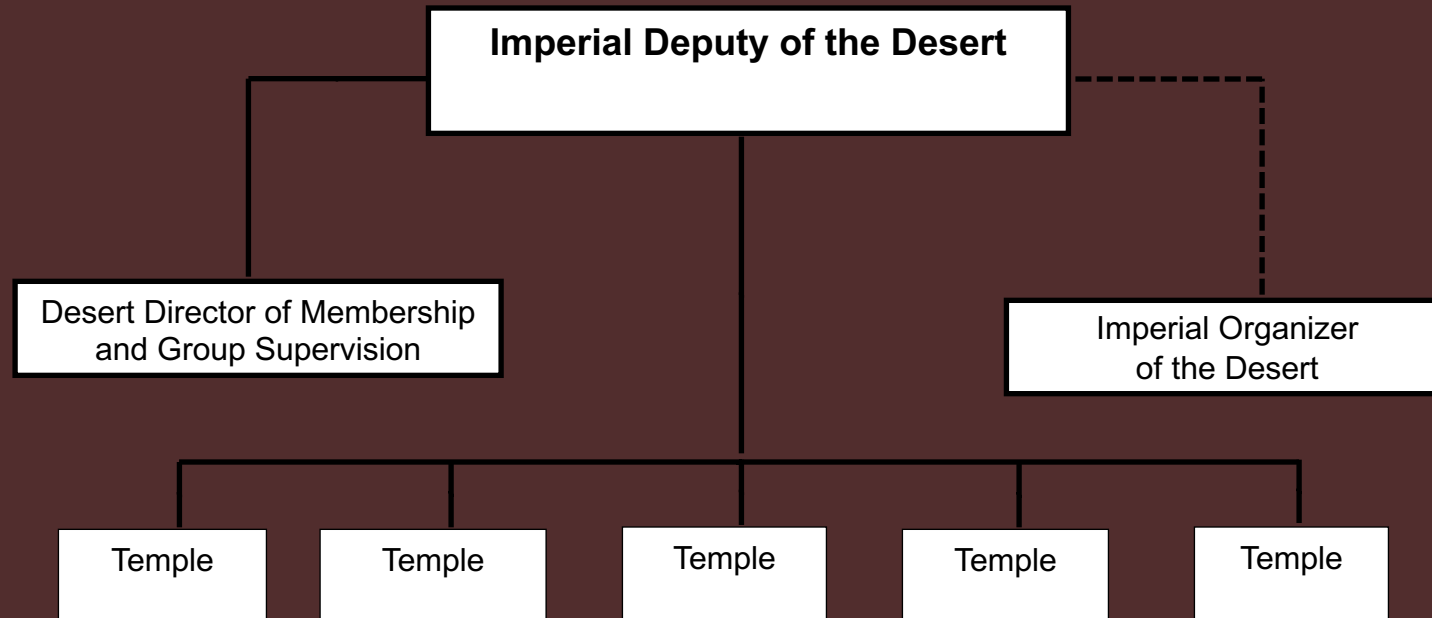 Imperial Deputy of the Desert
Desert Director of Membership
and Group Supervision
Imperial Organizer
of the Desert
Temple
Temple
Temple
Temple
Temple